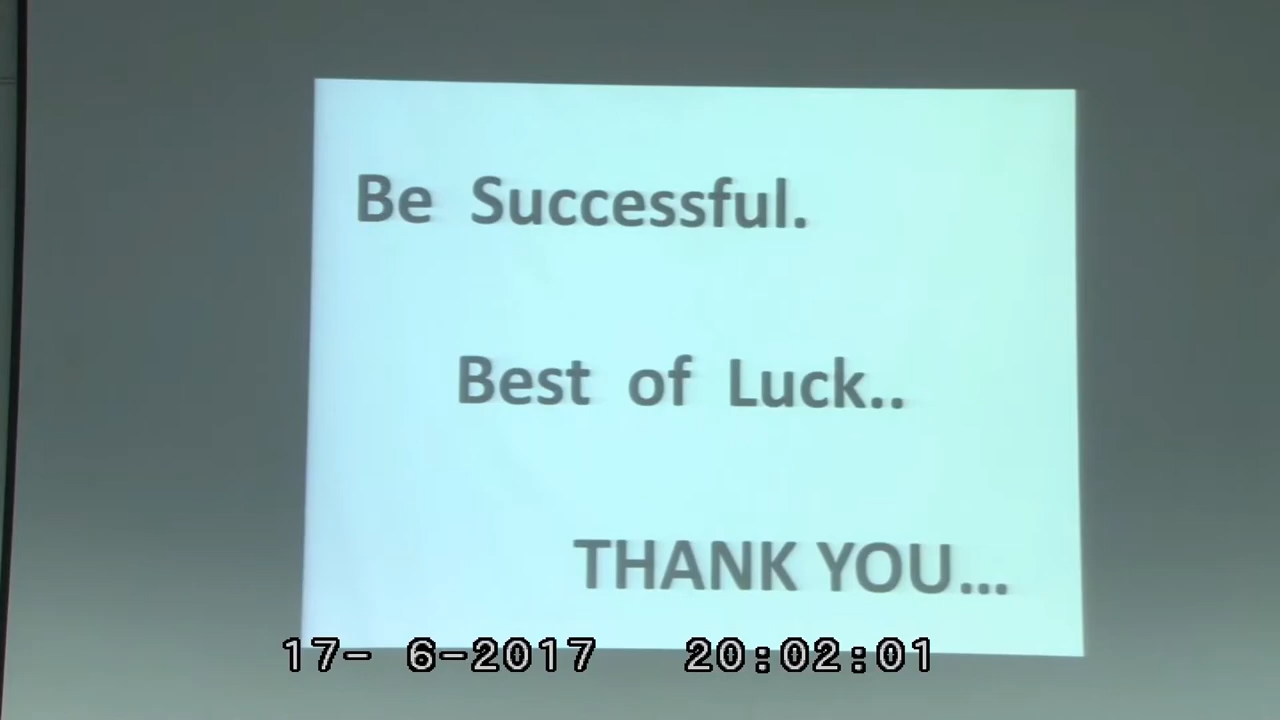 Be Successful.
Best of Luck..
THANK YOU...
17- 6-2017 20:02:01